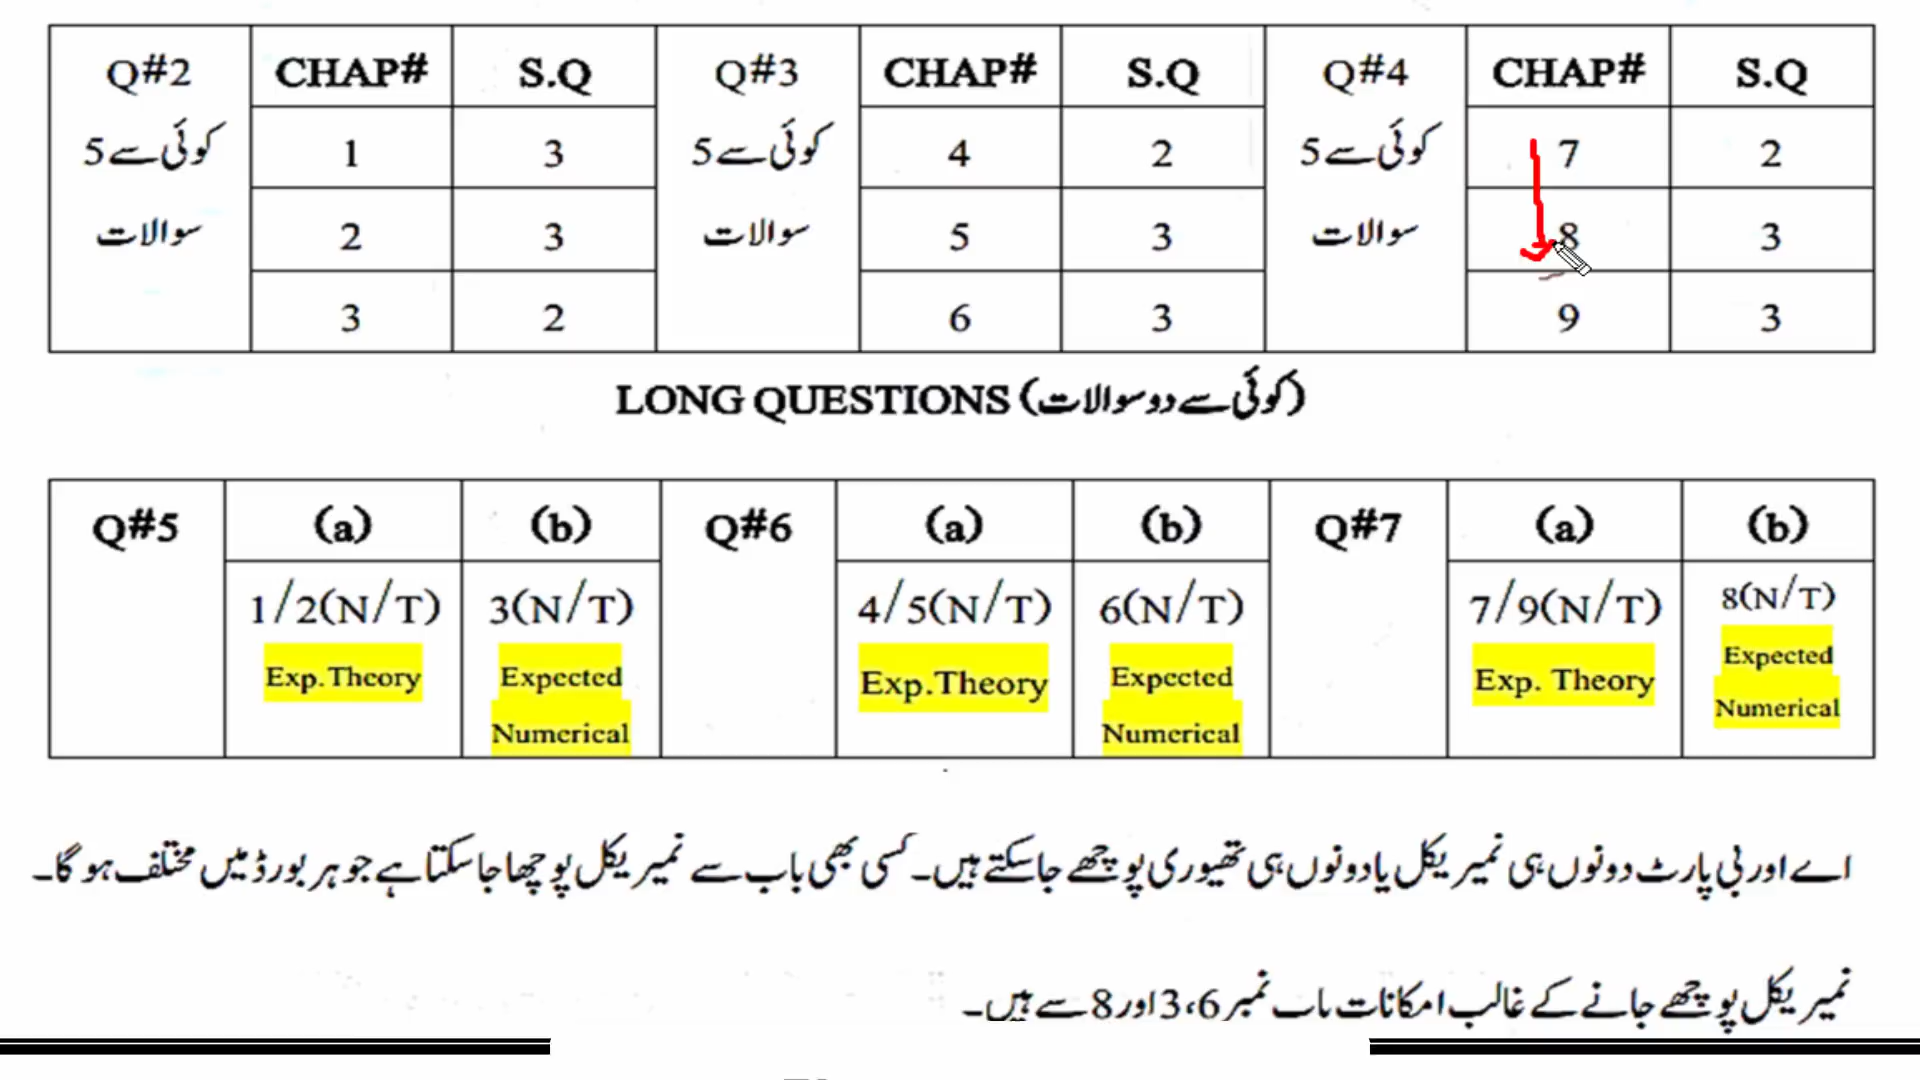 Q#2 CHAP# S.Q Q#3 CHAP# S.Q Q#4 CHAP# S.Q
کوئی سے 5 1 3 کوئی سے 5 4 2 کوئی سے 5 7 2
سوالات 2 3 سوالات 5 3 سوالات 8 3
3 2 6 3 9 3
LONG QUESTIONS (کوئی سے دو سوالات)
Q#5 (a) (b) Q#6 (a) (b) Q#7 (a) (b)
1/2(N/T) 3(N/T) 4/5(N/T) 6(N/T) 7/9(N/T) 8(N/T)
Exp.Theory Expected Exp.Theory Expected Exp. Theory Expected
Numerical Numerical Numerical
اے اور بی پارٹ دونوں ہی نمیریکل یا دونوں ہی تھیوری پوچھے جاسکتے ہیں۔ کسی بھی باب سے نمیریکل پوچھا جا سکتا ہے جو ہر بورڈ میں مختلف ہو گا۔
نمیریکل پوچھے جانے کے غالب امکانات باب نمبر 3،6 اور 8 سے ہیں۔